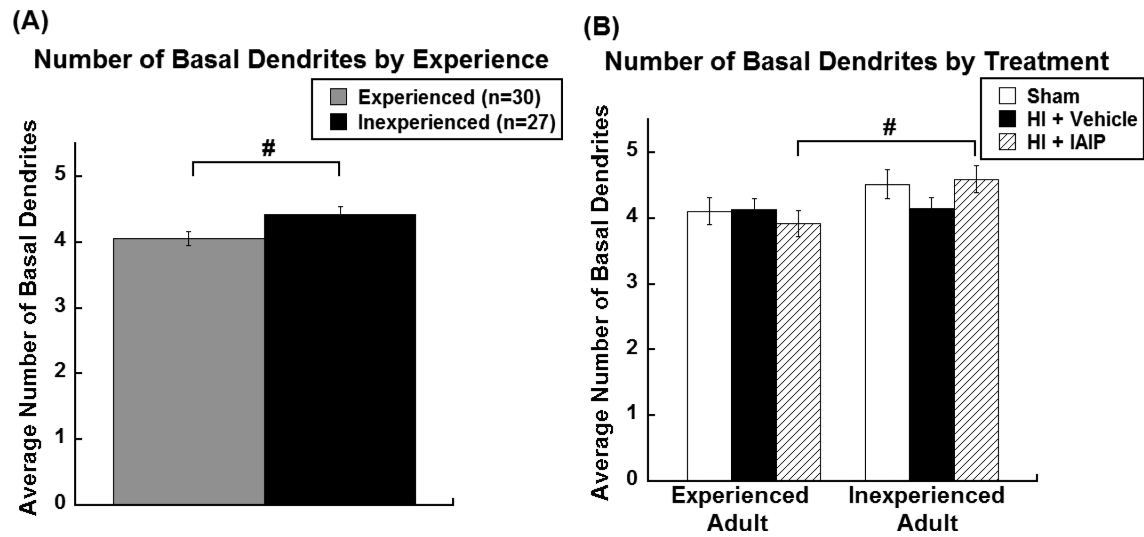 (A)
Number of Basal Dendrites by Experience
Experienced (n=30)
Inexperienced (n=27)
#
Average Number of Basal Dendrites
5
4
3
2
1
0
(B)
Number of Basal Dendrites by Treatment
Sham
HI + Vehicle
HI + IAIP
#
Average Number of Basal Dendrites
5
4
3
2
1
0
Experienced
Adult
Inexperienced
Adult